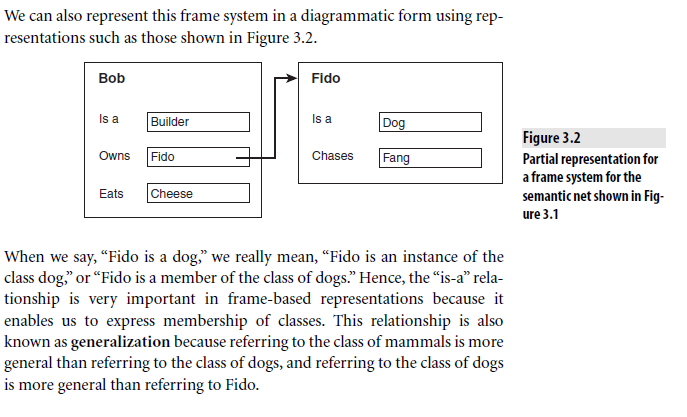 We can also represent this frame system in a diagrammatic form using rep-
resentations such as those shown in Figure 3.2.
Bob
Is a Builder
Owns Fido
Eats Cheese
Fido
Is a Dog
Chases Fang
Figure 3.2
Partial representation for
a frame system for the
semantic net shown in Fig-
ure 3.1
When we say, “Fido is a dog,” we really mean, “Fido is an instance of the
class dog,” or “Fido is a member of the class of dogs.” Hence, the “is-a” rela-
tionship is very important in frame-based representations because it
enables us to express membership of classes. This relationship is also
known as generalization because referring to the class of mammals is more
general than referring to the class of dogs, and referring to the class of dogs
is more general than referring to Fido.